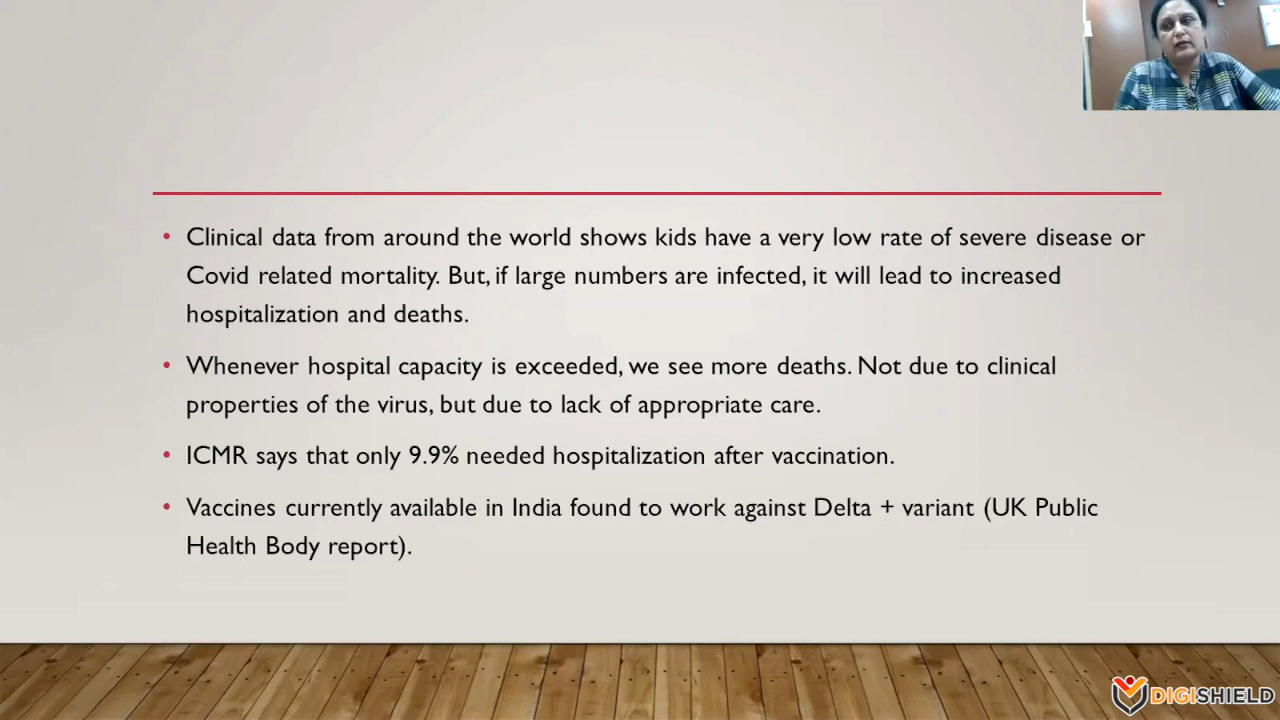 • Clinical data from around the world shows kids have a very low rate of severe disease or
Covid related mortality. But, if large numbers are infected, it will lead to increased
hospitalization and deaths.
• Whenever hospital capacity is exceeded, we see more deaths. Not due to clinical
properties of the virus, but due to lack of appropriate care.
• ICMR says that only 9.9% needed hospitalization after vaccination.
• Vaccines currently available in India found to work against Delta + variant (UK Public
Health Body report).
DIGISHIELD